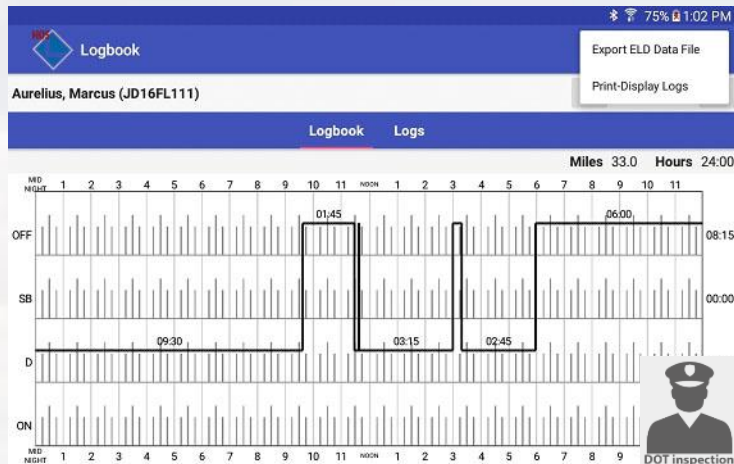 75% 1:02 PM
HOS
Logbook
Export ELD Data File
Print-Display Logs
Aurelius, Marcus (JD16FL111)
Logbook Logs
Miles 33.0 Hours 24:00
MID NIGHT 1 2 3 4 5 6 7 8 9 10 11 NOON 1 2 3 4 5 6 7 8 9 10 11
OFF 01:45 06:00 08:15
SB 00:00
09:30 03:15 02:45
D
ON
MID NIGHT 1 2 3 4 5 6 7 8 9 10 11 NOON 1 2 3 4 5 6 7 8 9
DOT inspection